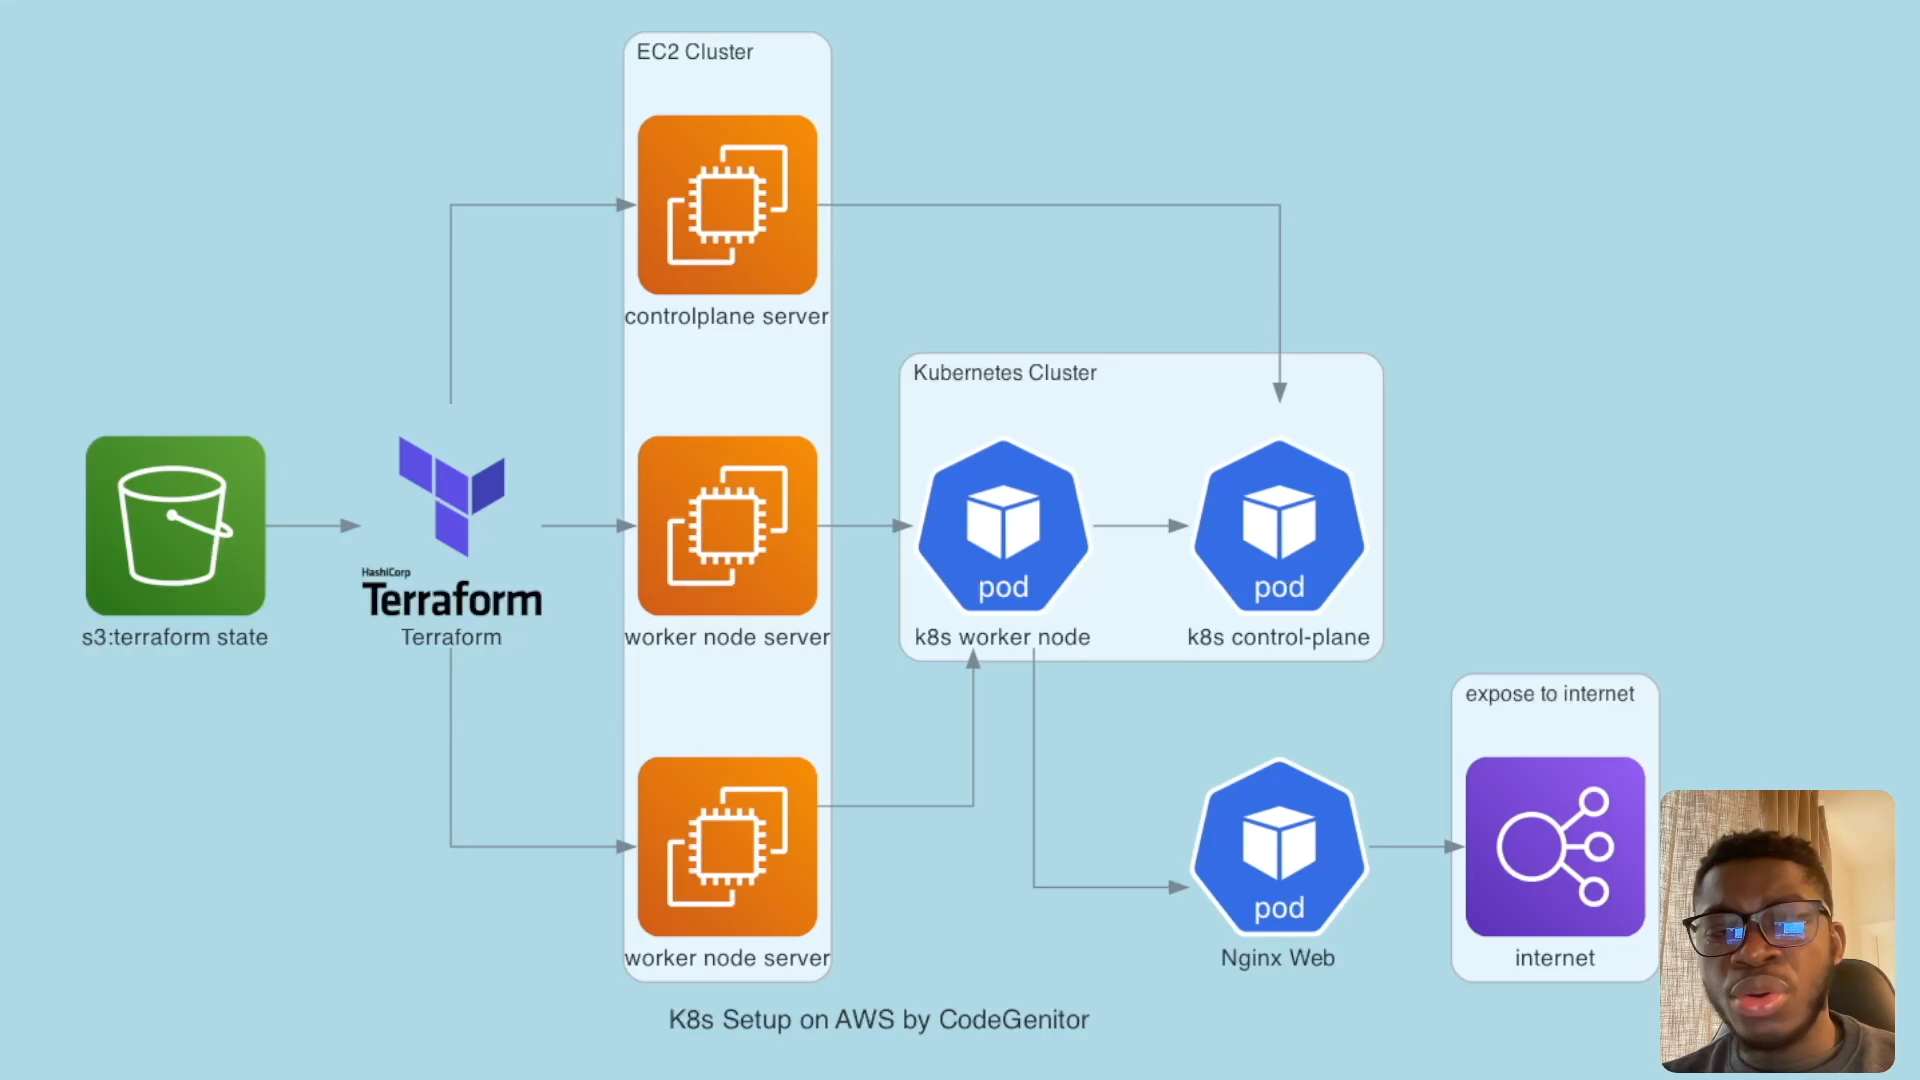 EC2 Cluster
controlplane server
Kubernetes Cluster
s3:terraform state
HashiCorp
Terraform
Terraform
worker node server
pod
k8s worker node
pod
k8s control-plane
expose to internet
worker node server
pod
Nginx Web
internet
K8s Setup on AWS by CodeGenitor